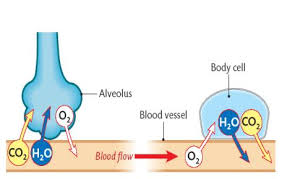 Body cell
Alveolus
O₂
Blood vessel
H₂O CO₂
CO₂ H₂O
Blood flow
O₂